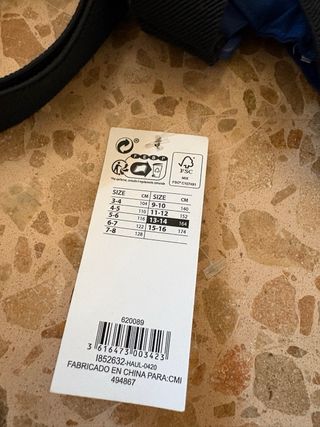 FSC
MIX
SIZE CM SIZE CM
3-4 104 9-10 140
4-5 110 11-12 152
5-6 116 13-14 164
6-7 122 15-16 174
7-8 128
620089
3 616473 003423
I852632-HAUL-0420
FABRICADO EN CHINA PARA:CMI
494867